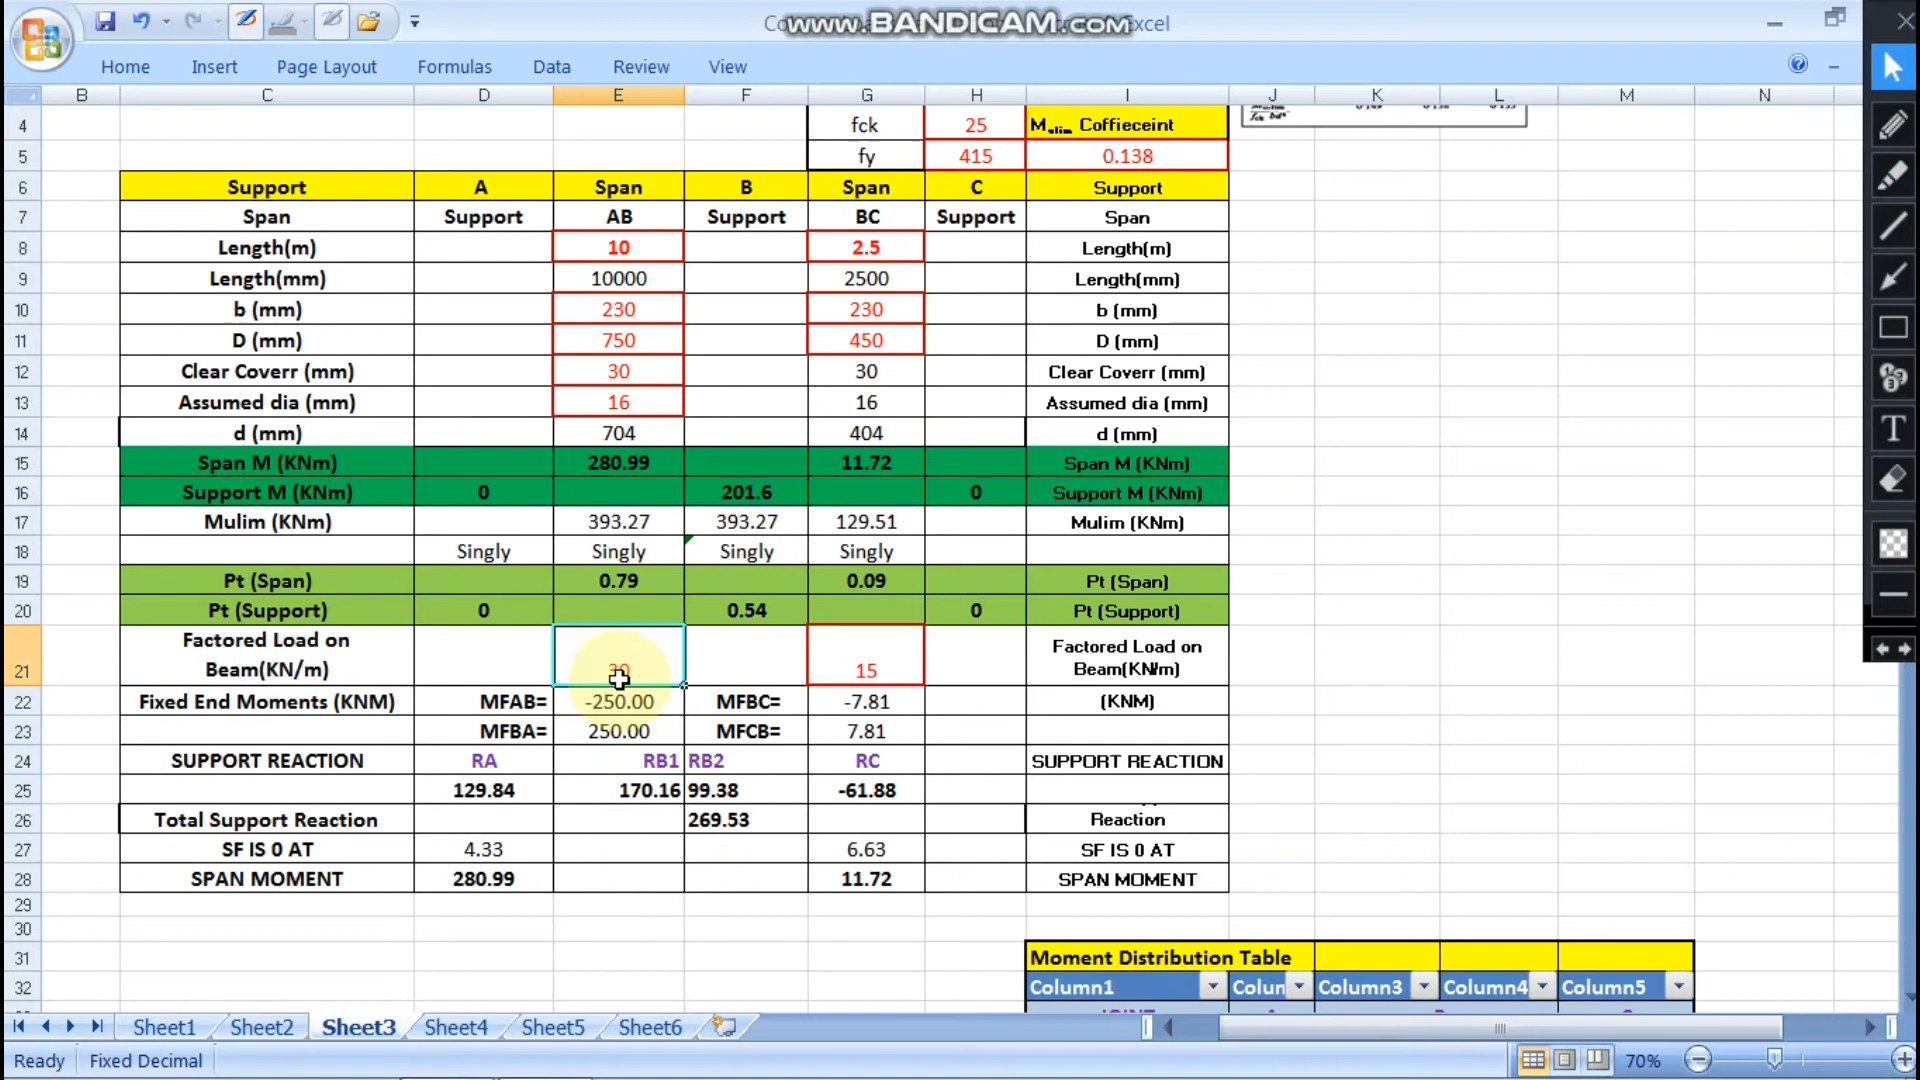 Co
Excel
www.BANDICAM.com
Home Insert Page Layout Formulas Data Review View
B C D E F G H I J K L M N
4 fck 25 Mulim Coffieceint
5 fy 415 0.138
6 Support A Span B Span C Support
7 Span Support AB Support BC Support Span
8 Length(m) 10 2.5 Length(m)
9 Length(mm) 10000 2500 Length(mm)
10 b (mm) 230 230 b (mm)
11 D (mm) 750 450 D (mm)
12 Clear Coverr (mm) 30 30 Clear Coverr (mm)
13 Assumed dia (mm) 16 16 Assumed dia (mm)
14 d (mm) 704 404 d (mm)
15 Span M (KNm) 280.99 11.72 Span M (KNm)
16 Support M (KNm) 0 201.6 0 Support M (KNm)
17 Mulim (KNm) 393.27 393.27 129.51 Mulim (KNm)
18 Singly Singly Singly Singly
19 Pt (Span) 0.79 0.09 Pt (Span)
20 Pt (Support) 0 0.54 0 Pt (Support)
Factored Load on Factored Load on
21 Beam(KN/m) 30 15 Beam(KN/m)
22 Fixed End Moments (KNM) MFAB= -250.00 MFBC= -7.81 (KNM)
23 MFBA= 250.00 MFCB= 7.81
24 SUPPORT REACTION RA RB1 RB2 RC SUPPORT REACTION
25 129.84 170.16 99.38 -61.88
26 Total Support Reaction 269.53 Reaction
27 SF IS 0 AT 4.33 6.63 SF IS 0 AT
28 SPAN MOMENT 280.99 11.72 SPAN MOMENT
29
30
31 Moment Distribution Table
32 Column1 Colun Column3 Column4 Column5
Sheet1 Sheet2 Sheet3 Sheet4 Sheet5 Sheet6
Ready Fixed Decimal 70%